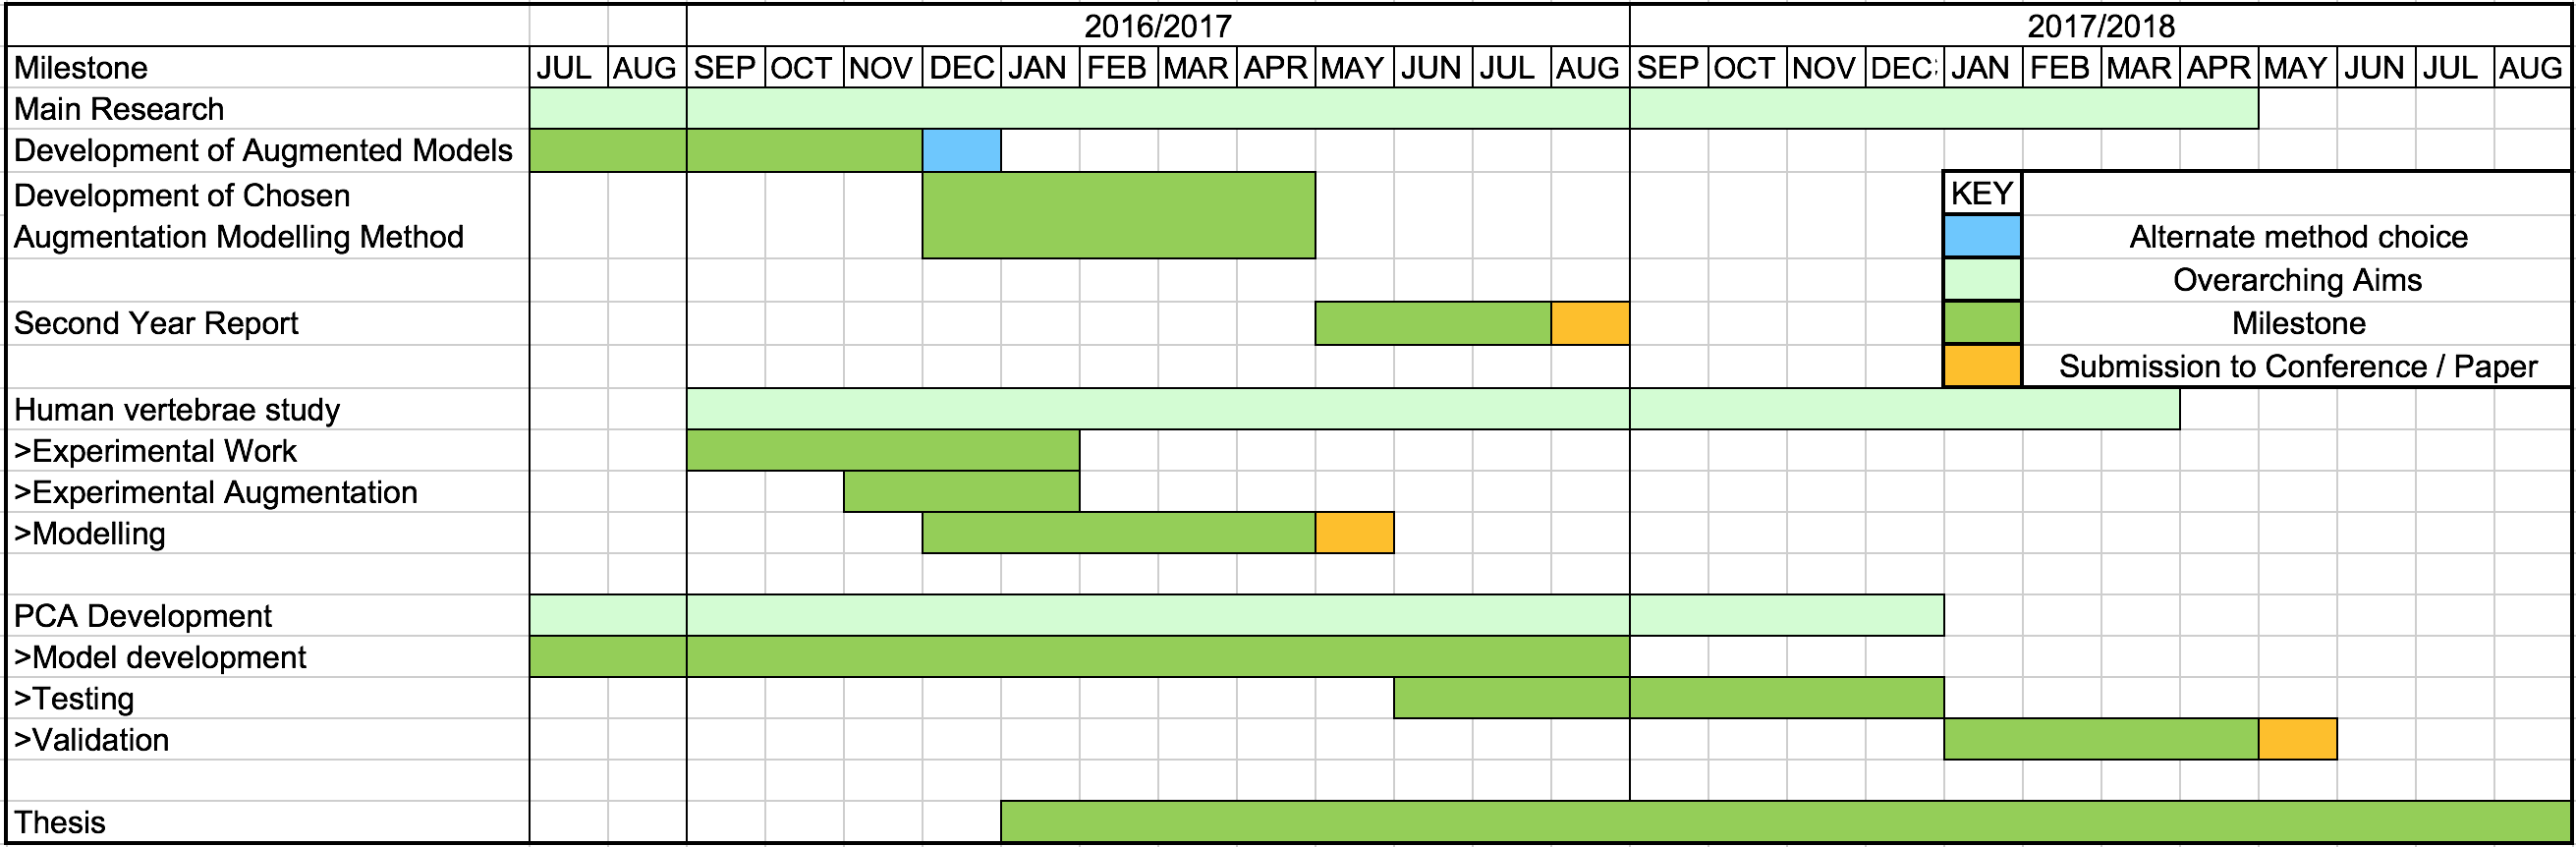 2016/2017 2017/2018
Milestone JUL AUG SEP OCT NOV DEC JAN FEB MAR APR MAY JUN JUL AUG SEP OCT NOV DEC JAN FEB MAR APR MAY JUN JUL AUG
Main Research
Development of Augmented Models
Development of Chosen KEY
Augmentation Modelling Method Alternate method choice
Overarching Aims
Second Year Report Milestone
Submission to Conference / Paper
Human vertebrae study
>Experimental Work
>Experimental Augmentation
>Modelling
PCA Development
>Model development
>Testing
>Validation
Thesis